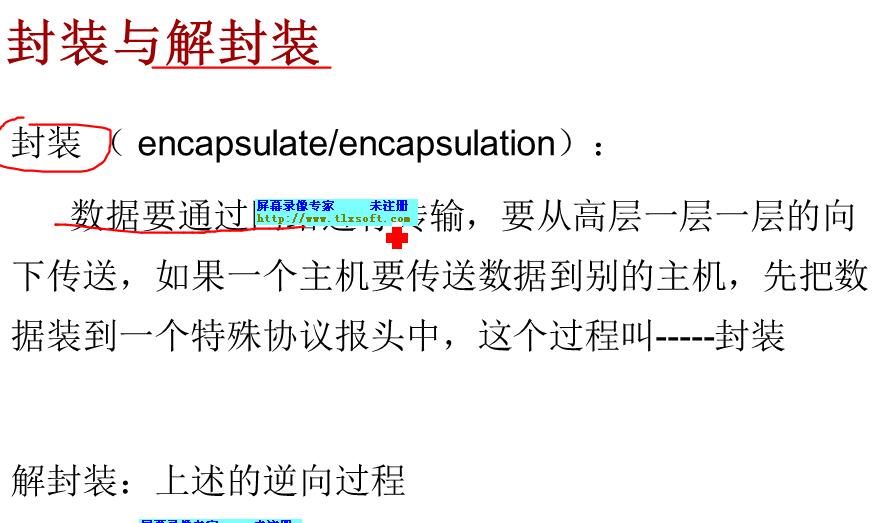 封装与解封装
封装（ encapsulate/encapsulation）：
数据要通过 传输，要从高层一层一层的向
屏幕录像专家 未注册
http://www.tlxsoft.com
下传送，如果一个主机要传送数据到别的主机，先把数
据装到一个特殊协议报头中，这个过程叫-----封装
解封装：上述的逆向过程
屏幕录像专家 未注册